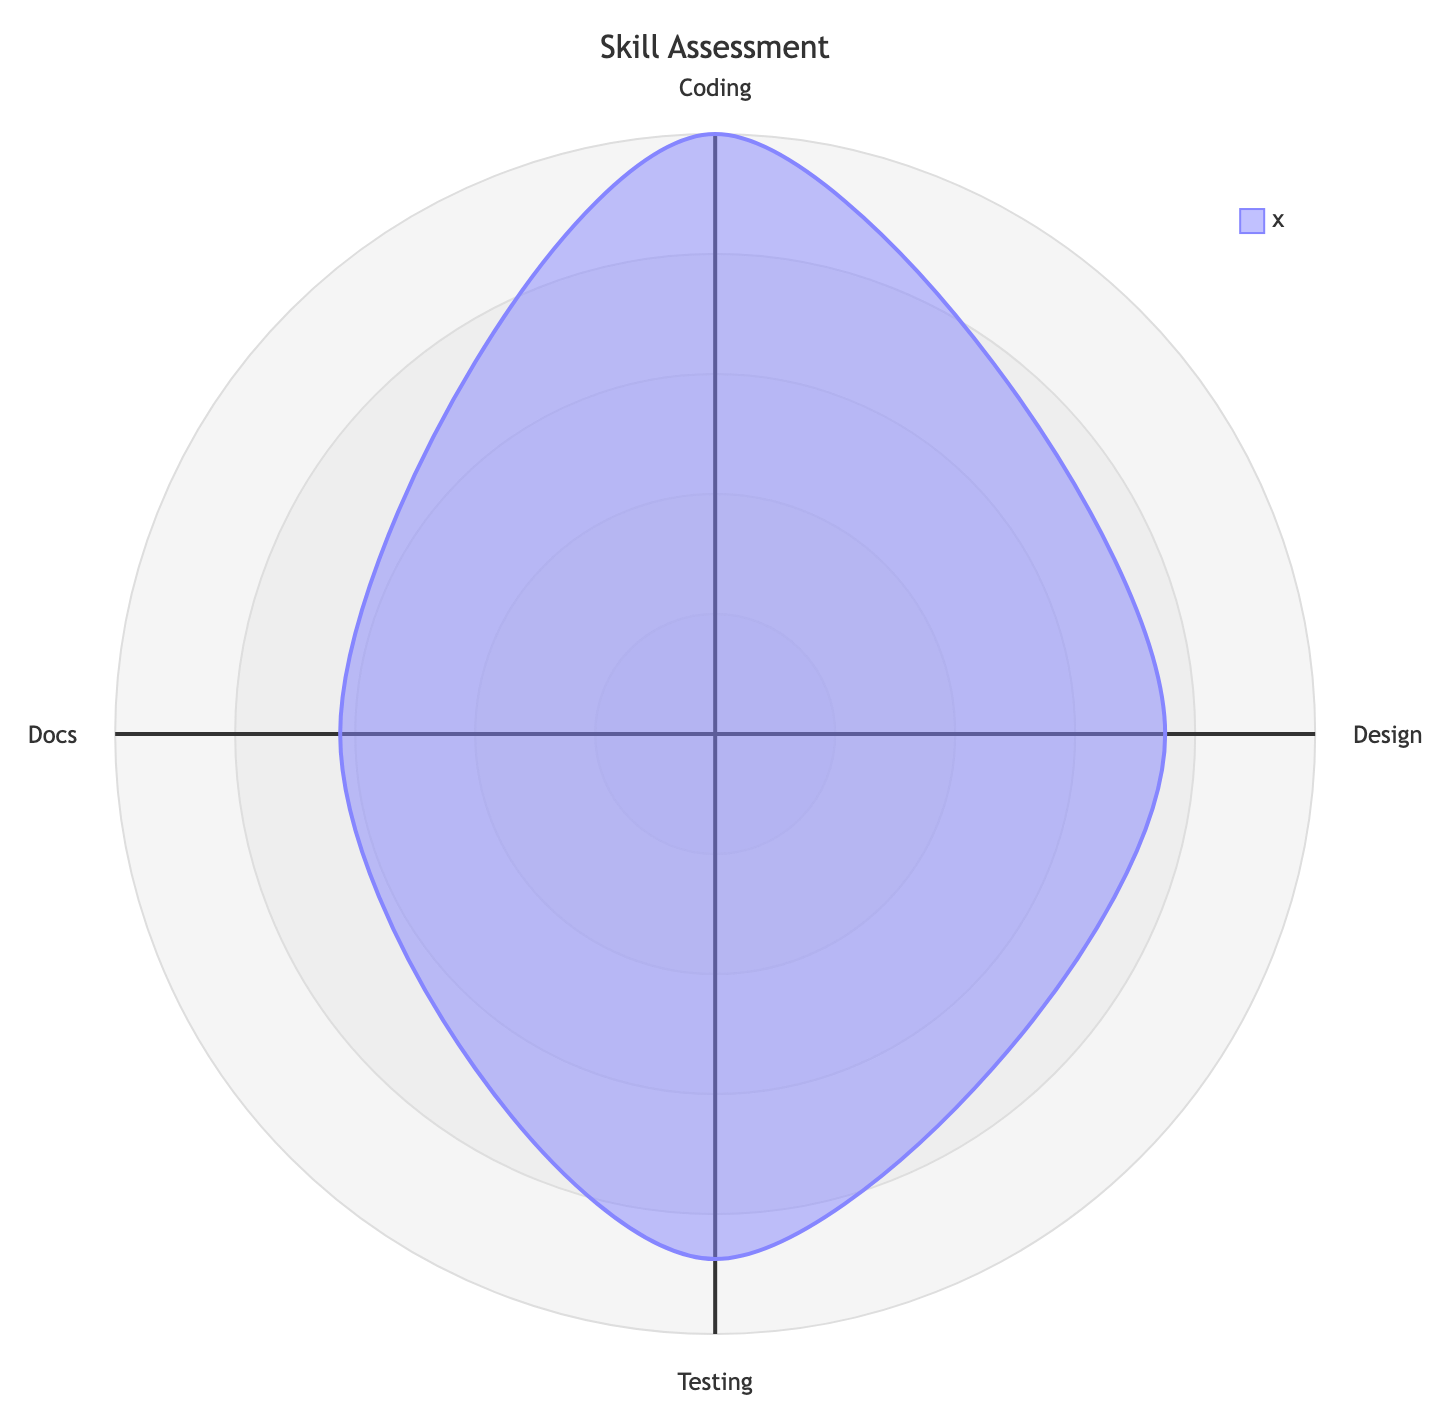 Skill Assessment
Coding
x
Docs
Design
Testing